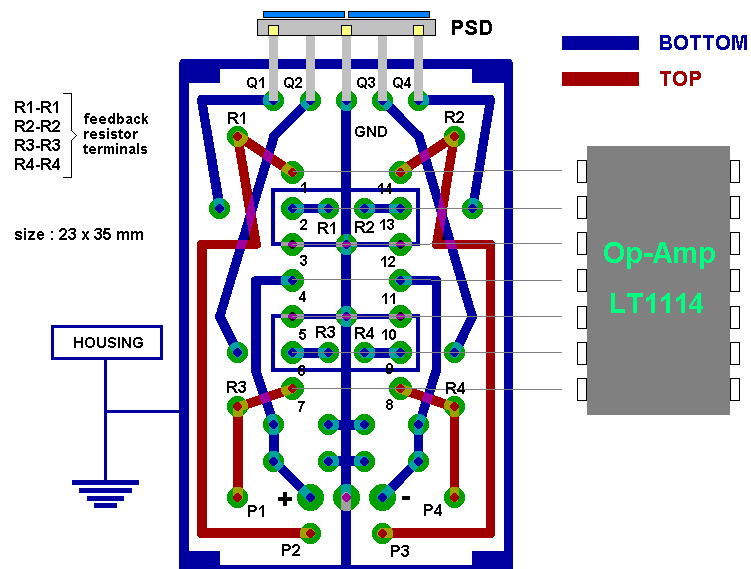 PSD
BOTTOM
TOP
Q1 Q2 Q3 Q4
R1-R1
R2-R2
R3-R3
R4-R4
feedback
resistor
terminals
R1 R2
GND
1 14
2 R1 R2 13
size : 23 x 35 mm
3 12
Op-Amp
LT1114
4 11
5 R3 R4 10
HOUSING
6 9
R3 R4
7 8
+ -
P1 P4
P2 P3